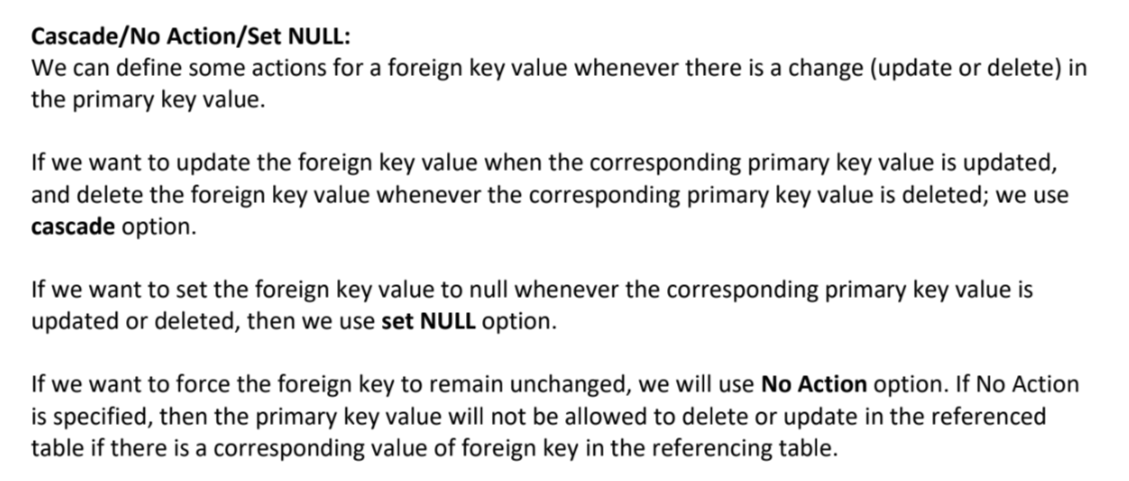 Cascade/No Action/Set NULL:
We can define some actions for a foreign key value whenever there is a change (update or delete) in
the primary key value.
If we want to update the foreign key value when the corresponding primary key value is updated,
and delete the foreign key value whenever the corresponding primary key value is deleted; we use
cascade option.
If we want to set the foreign key value to null whenever the corresponding primary key value is
updated or deleted, then we use set NULL option.
If we want to force the foreign key to remain unchanged, we will use No Action option. If No Action
is specified, then the primary key value will not be allowed to delete or update in the referenced
table if there is a corresponding value of foreign key in the referencing table.